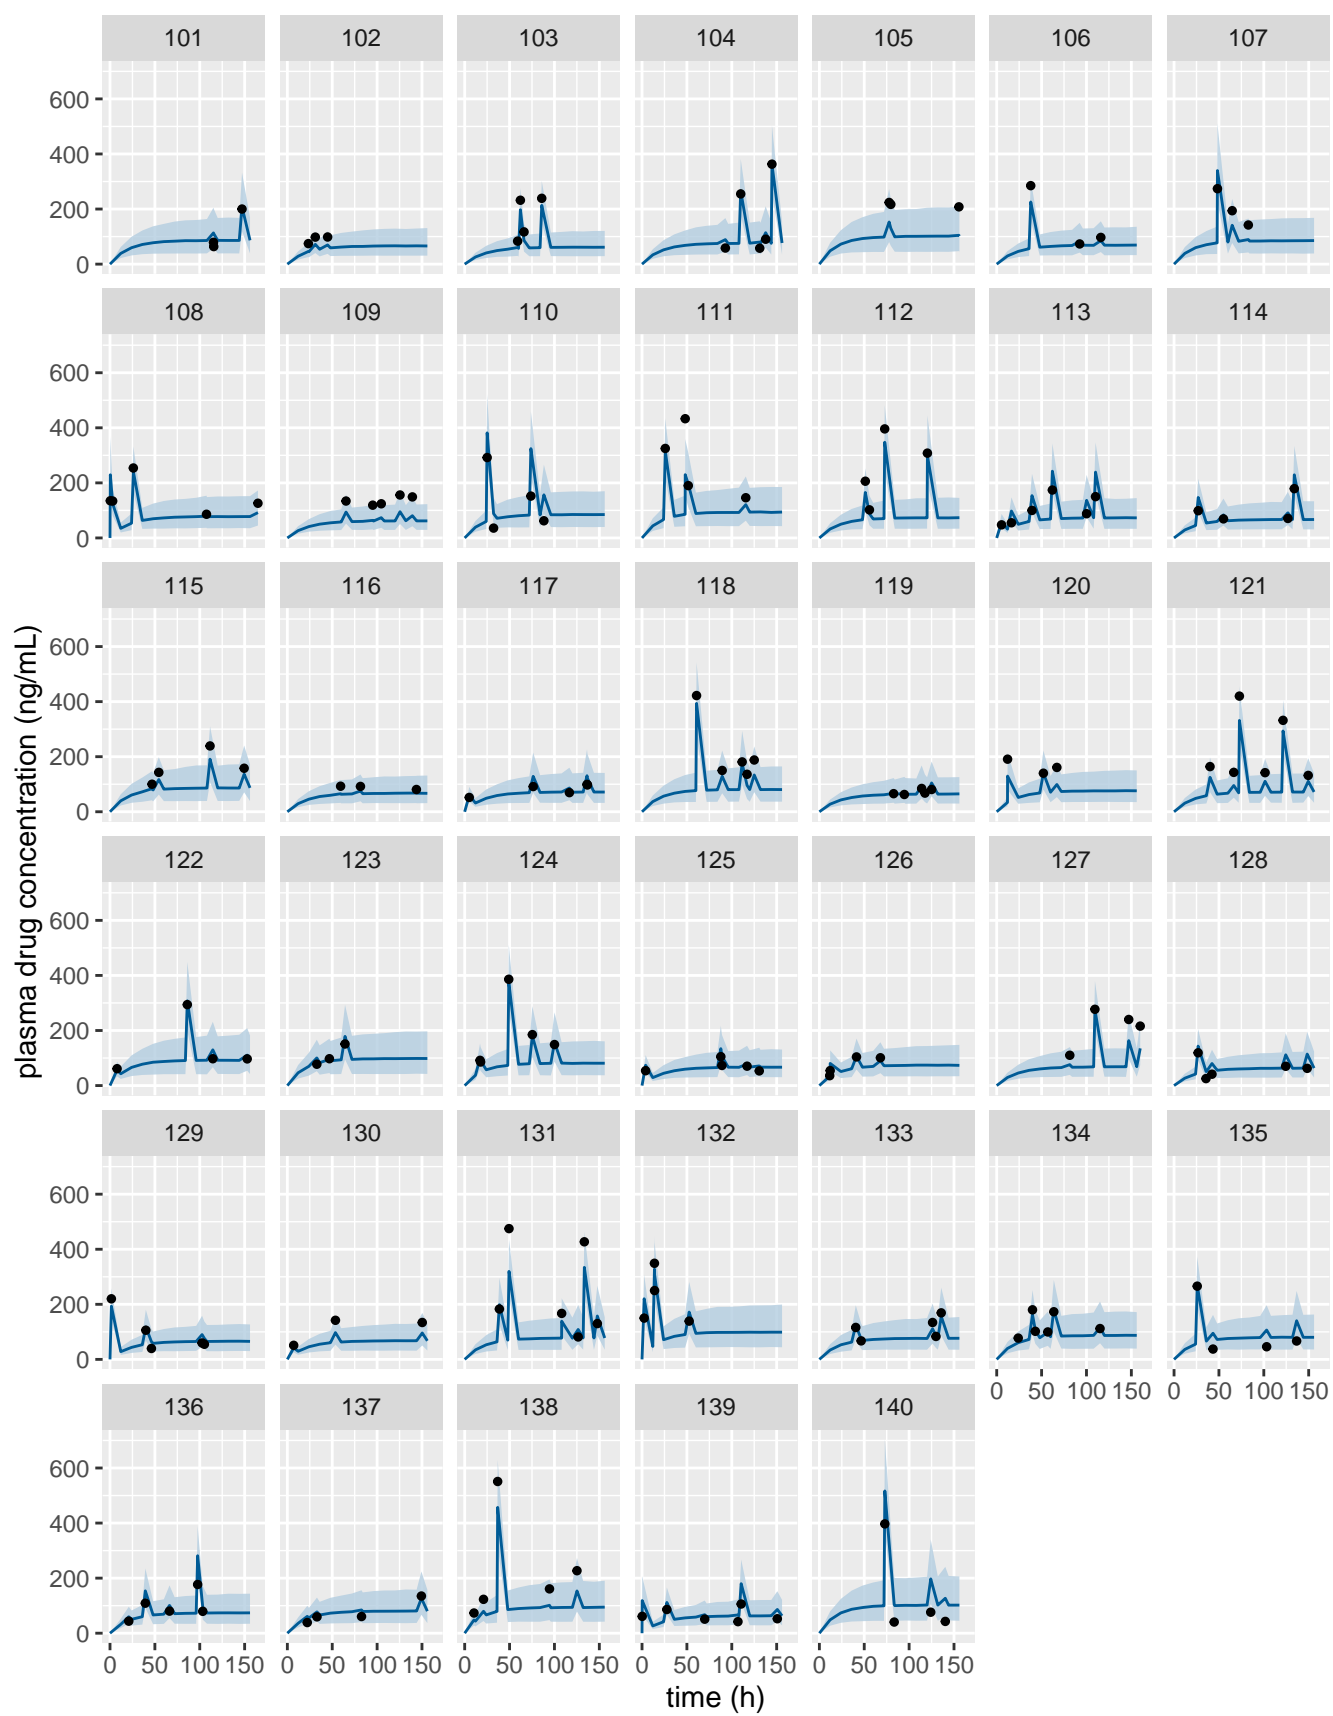 101 102 103 104 105 106 107
600
400
200
0
108 109 110 111 112 113 114
600
400
200
0
115 116 117 118 119 120 121
600
400
200
0
plasma drug concentration (ng/mL)
122 123 124 125 126 127 128
600
400
200
0
129 130 131 132 133 134 135
600
400
200
0
0 50 100 150 0 50 100 150
136 137 138 139 140
600
400
200
0
0 50 100 150 0 50 100 150 0 50 100 150 0 50 100 150 0 50 100 150
time (h)